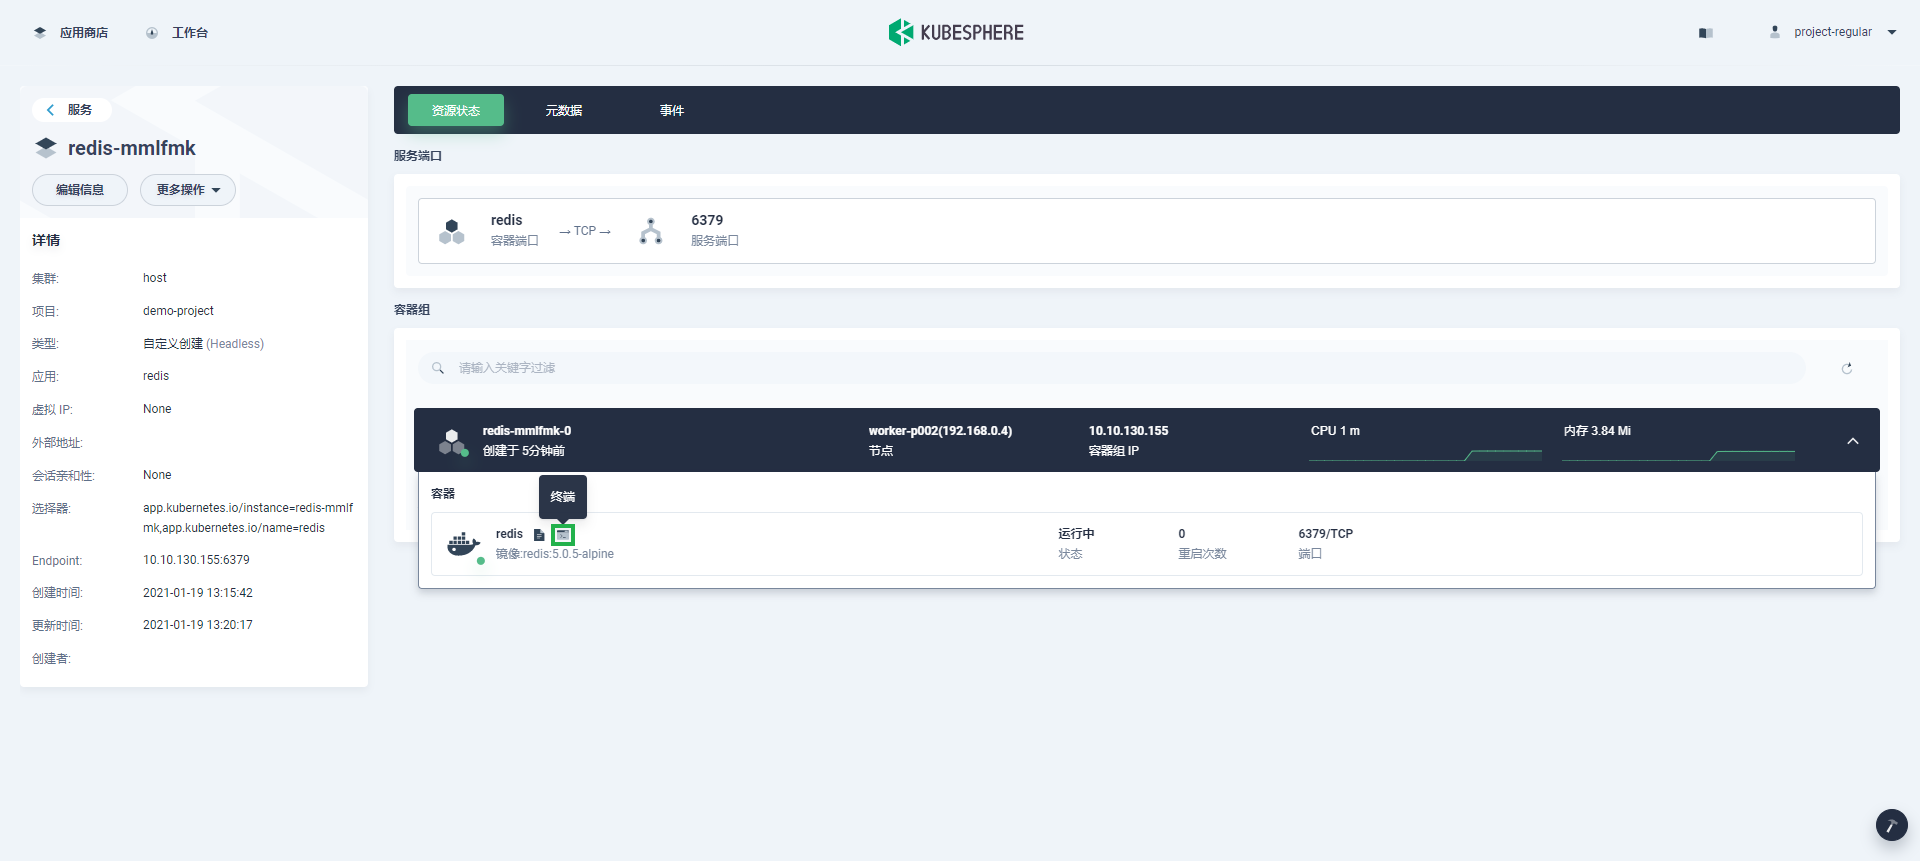 应用商店
工作台
KUBESPHERE
project-regular
服务
redis-mmlfmk
编辑信息
更多操作
详情
集群: host
项目: demo-project
类型: 自定义创建 (Headless)
应用: redis
虚拟 IP: None
外部地址:
会话亲和性: None
选择器: app.kubernetes.io/instance=redis-mmlf
mk,app.kubernetes.io/name=redis
Endpoint: 10.10.130.155:6379
创建时间: 2021-01-19 13:15:42
更新时间: 2021-01-19 13:20:17
创建者:
资源状态 元数据 事件
服务端口
redis → TCP → 6379
容器端口 服务端口
容器组
请输入关键字过滤
redis-mmlfmk-0 worker-p002(192.168.0.4) 10.10.130.155 CPU 1 m 内存 3.84 Mi
创建于 5分钟前 节点 容器组 IP
容器
终端
redis 运行中 0 6379/TCP
镜像:redis:5.0.5-alpine 状态 重启次数 端口